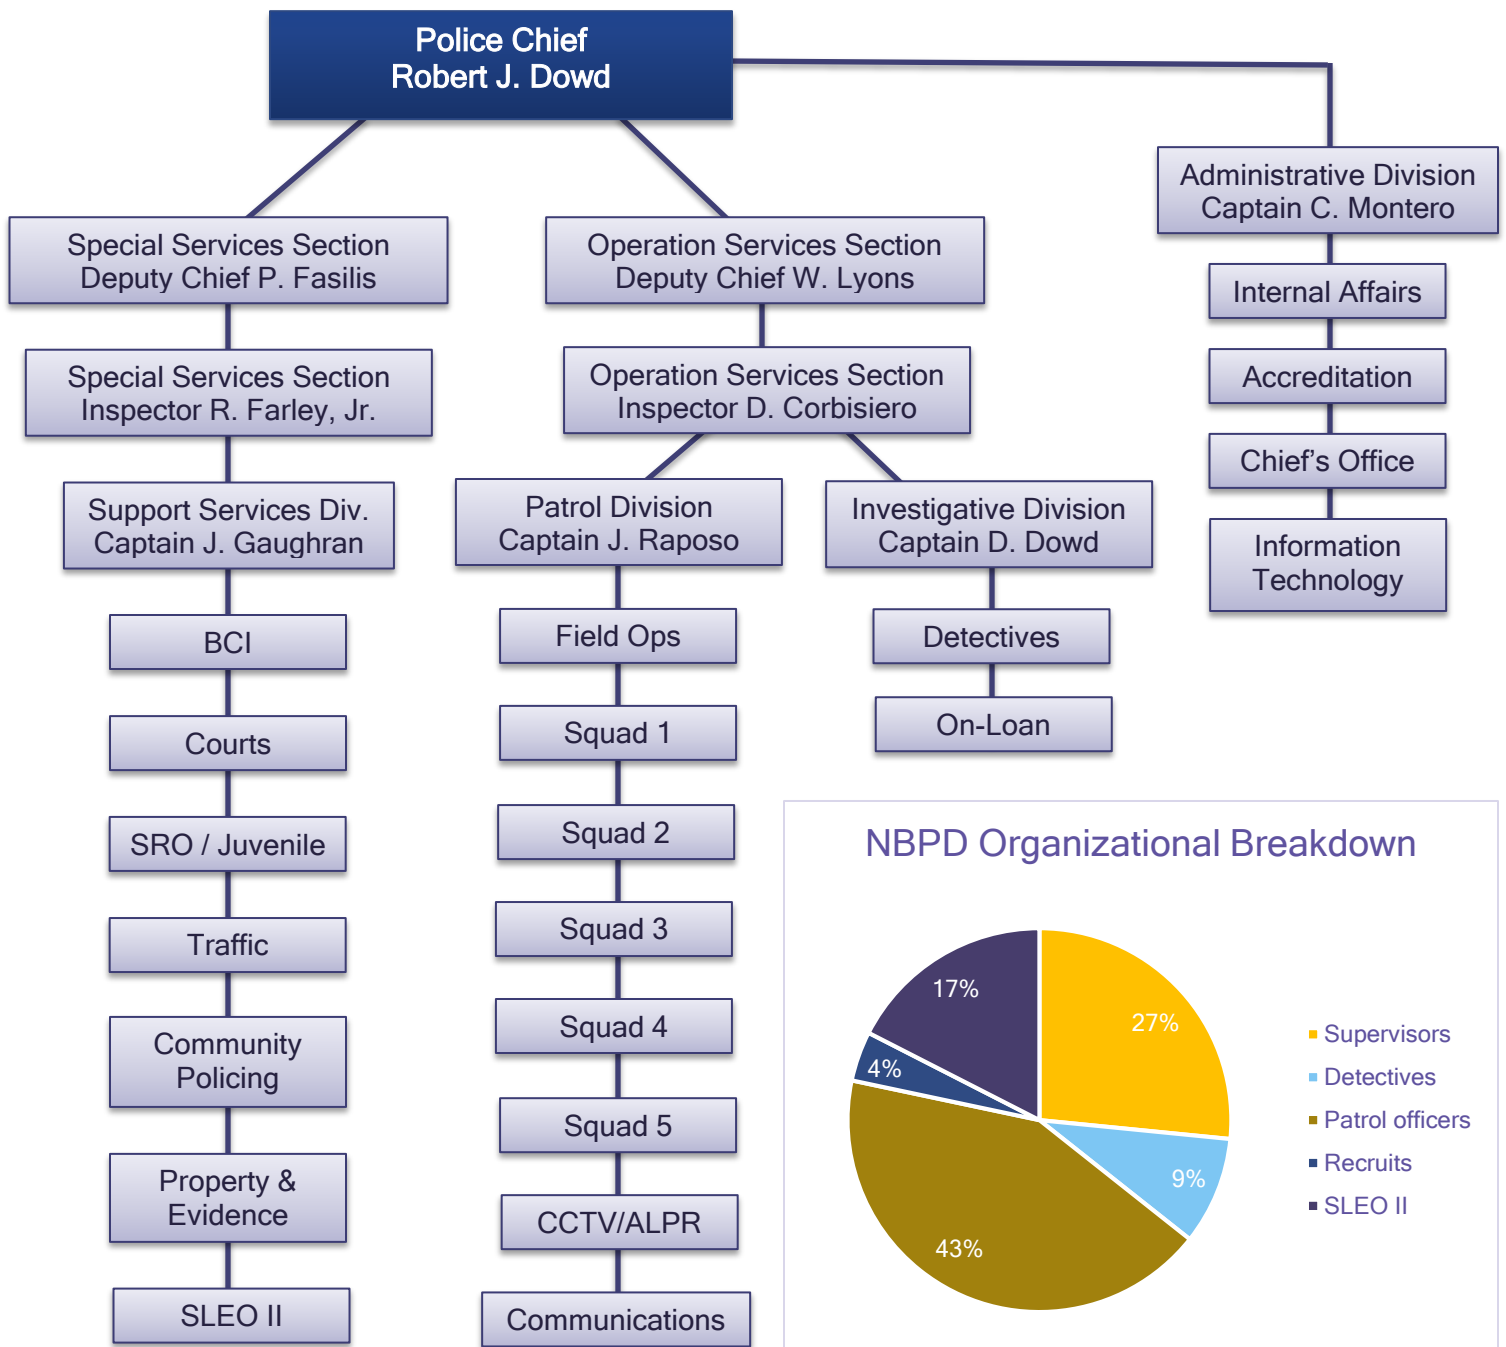 Police Chief
Robert J. Dowd
Administrative Division
Captain C. Montero
Internal Affairs
Accreditation
Chief's Office
Information
Technology
Special Services Section
Deputy Chief P. Fasilis
Special Services Section
Inspector R. Farley, Jr.
Support Services Div.
Captain J. Gaughran
BCI
Courts
SRO / Juvenile
Traffic
Community
Policing
Property &
Evidence
SLEO II
Operation Services Section
Deputy Chief W. Lyons
Operation Services Section
Inspector D. Corbisiero
Patrol Division
Captain J. Raposo
Field Ops
Squad 1
Squad 2
Squad 3
Squad 4
Squad 5
CCTV/ALPR
Communications
Investigative Division
Captain D. Dowd
Detectives
On-Loan
NBPD Organizational Breakdown
17%
27%
4%
9%
43%
Supervisors
Detectives
Patrol officers
Recruits
SLEO II